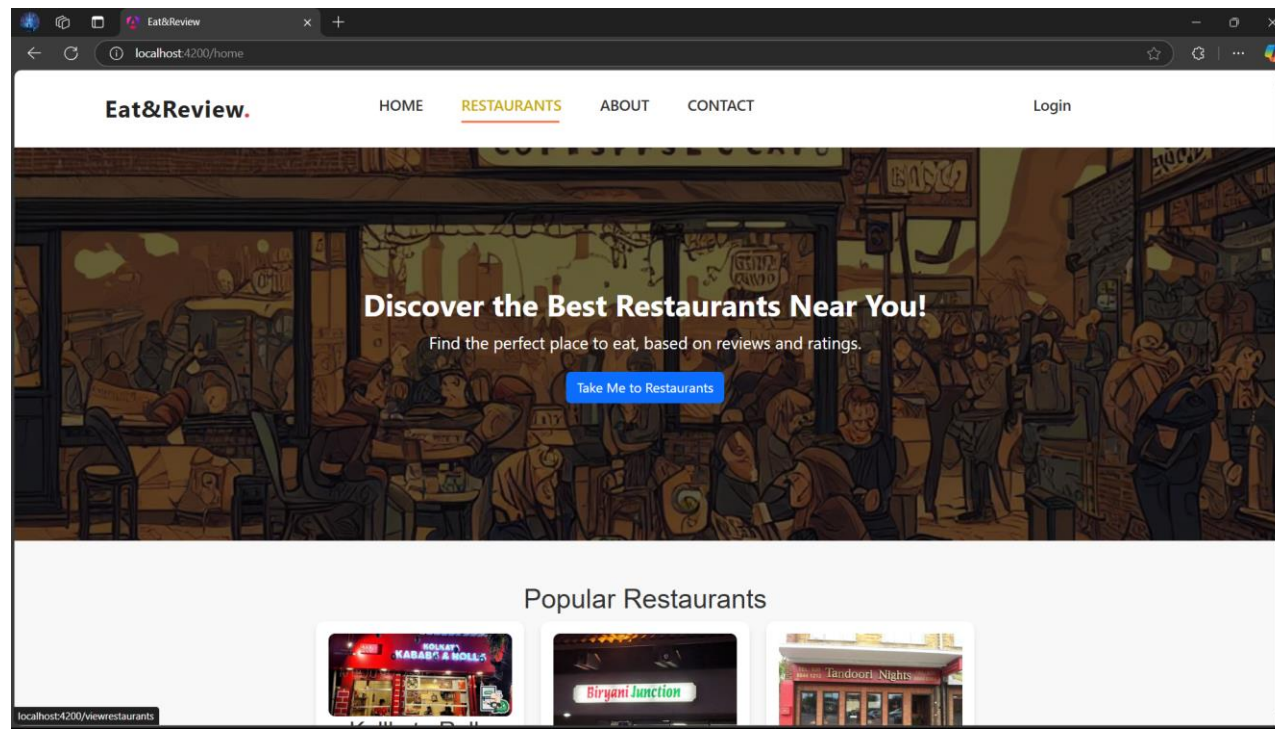 Eat&Review
localhost:4200/home
Eat&Review.
HOME RESTAURANTS ABOUT CONTACT Login
Discover the Best Restaurants Near You!
Find the perfect place to eat, based on reviews and ratings.
Take Me to Restaurants
Popular Restaurants
KOLKATA
KABABS & ROLLS
Biryani Junction
Tandoori Nights
localhost:4200/viewrestaurants